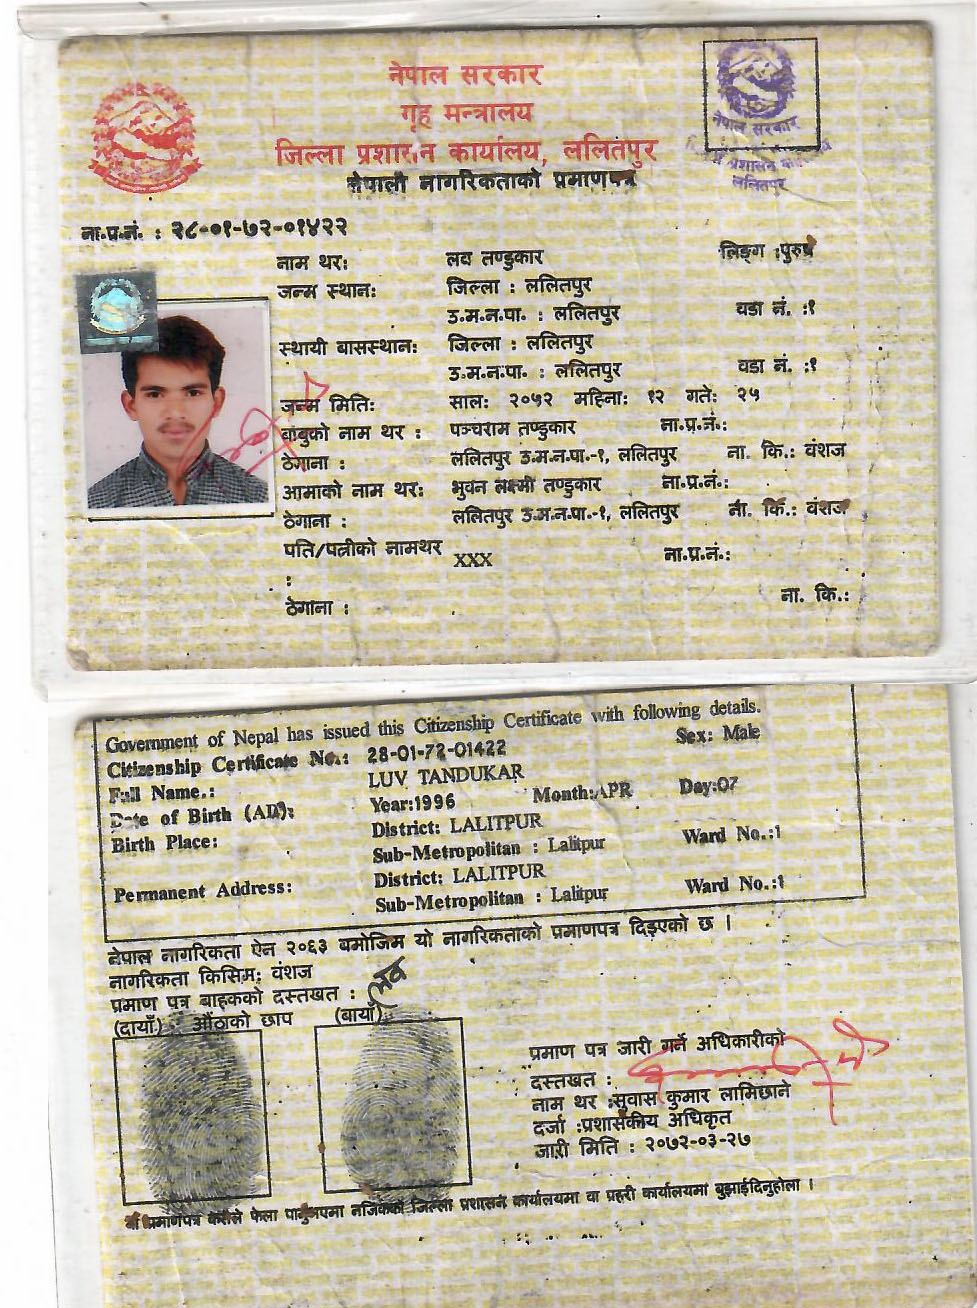 नेपाल सरकार
गृह मन्त्रालय
जिल्ला प्रशासन कार्यालय, ललितपुर
नेपाली नागरिकताको प्रमाणपत्र
नेपाल सरकार
प्रशासन
ललितपुर
ना.प्र.नं. : २८-०१-७२-०१४२२
नाम थर: लव तण्डुकार लिङ्ग :पुरुष
जन्म स्थान: जिल्ला : ललितपुर
उ.म.न.पा. : ललितपुर वडा नं. :१
स्थायी बासस्थान: जिल्ला : ललितपुर
उ.म.न.पा. : ललितपुर वडा नं. :१
जन्म मिति: साल: २०५२ महिना: १२ गते: २५
बाबुको नाम थर : पञ्चराम तण्डुकार ना.प्र.नं.:
ठेगाना : ललितपुर उ.म.न.पा.-१, ललितपुर ना. कि.: वंशज
आमाको नाम थर: भुवन लक्ष्मी तण्डुकार ना.प्र.नं.:
ठेगाना : ललितपुर उ.म.न.पा.-१, ललितपुर ना. कि.: वंशज
पति/पत्नीको नामथर XXX ना.प्र.नं.:
:
ठेगाना : ना. कि.:
Government of Nepal has issued this Citizenship Certificate with following details.
Citizenship Certificate No.: 28-01-72-01422 Sex: Male
Full Name.: LUV TANDUKAR
Date of Birth (AD): Year:1996 Month:APR Day:07
Birth Place: District: LALITPUR
Sub-Metropolitan : Lalitpur Ward No.:1
Permanent Address: District: LALITPUR
Sub-Metropolitan : Lalitpur Ward No.:1
नेपाल नागरिकता ऐन २०६३ बमोजिम यो नागरिकताको प्रमाणपत्र दिइएको छ ।
नागरिकता किसिम: वंशज
प्रमाण पत्र बाहकको दस्तखत : लव
(दायाँ) औंठाको छाप (बायाँ)
प्रमाण पत्र जारी गर्ने अधिकारीको
दस्तखत :
नाम थर :सुवास कुमार लामिछाने
दर्जा :प्रशासकीय अधिकृत
जारी मिति : २०७२-०३-२७
यो प्रमाणपत्र कसैले फेला पार्नुभएमा नजिकको जिल्ला प्रशासन कार्यालयमा वा प्रहरी कार्यालयमा बुझाईदिनुहोला ।